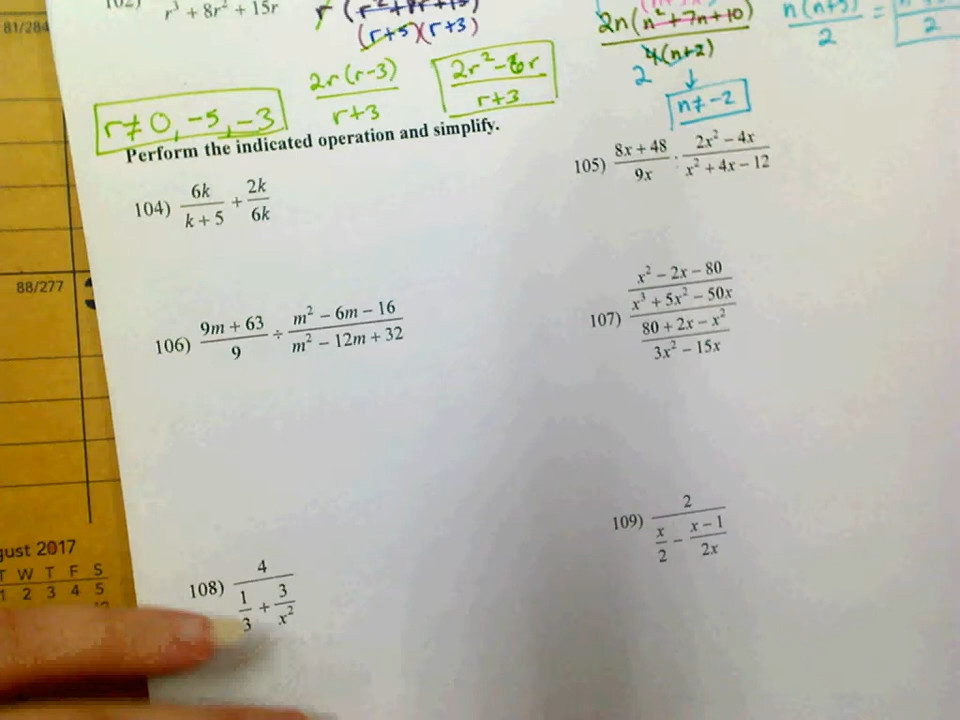 81/284
r³ + 8r² + 15r
(r+5)(r+3)
2n(n²+7n+10)
4(n+2)
2
n(n+5)
2
=
2
2r(r-3)
r+3
2r²-6r
r+3
r≠0,-5,-3
n≠-2
Perform the indicated operation and simplify.
104) 6k/(k + 5) + 2k/6k
105) (8x + 48)/9x · (2x² − 4x)/(x² + 4x − 12)
88/277
106) (9m + 63)/9 ÷ (m² − 6m − 16)/(m² − 12m + 32)
107) ((x² − 2x − 80)/(x³ + 5x² − 50x))/((80 + 2x − x²)/(3x² − 15x))
108) 4/(1/3 + 3/x²)
109) 2/(x/2 − (x − 1)/2x)
gust 2017
T W T F S
1 2 3 4 5